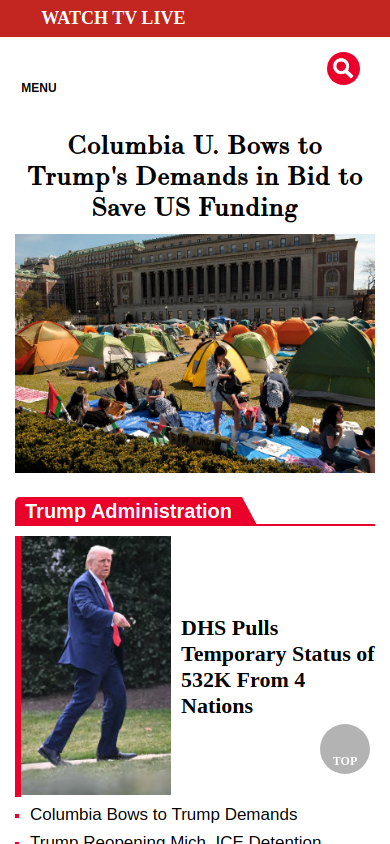 WATCH TV LIVE
MENU
Columbia U. Bows to
Trump's Demands in Bid to
Save US Funding
Trump Administration
DHS Pulls
Temporary Status of
532K From 4
Nations
TOP
Columbia Bows to Trump Demands
Trump Reopening Mich. ICE Detention